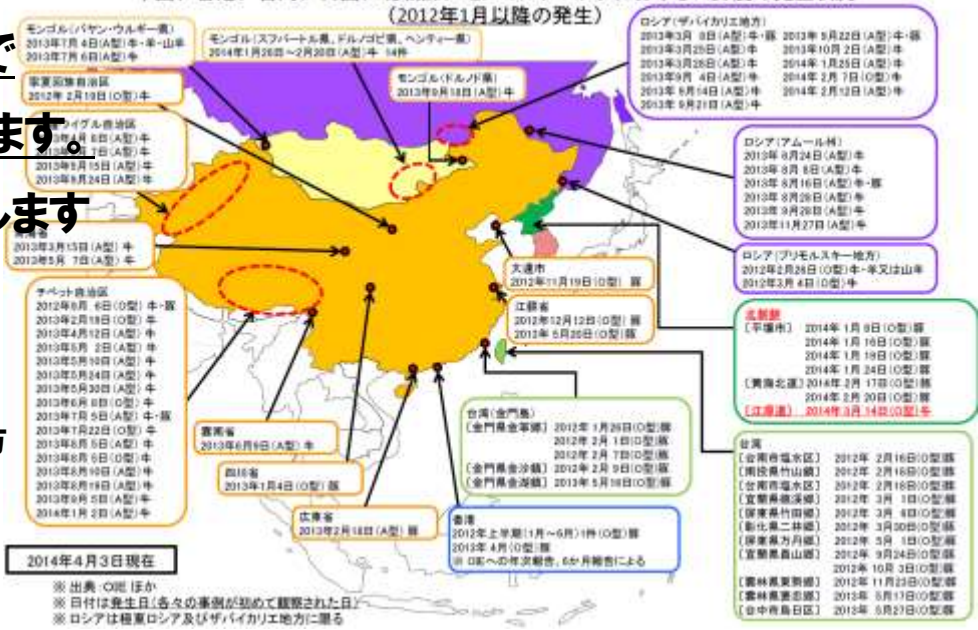 (2012年1月以降の発生)
で
ます。
します
方
モンゴル(バヤン・ウルギー県)
2013年7月 4日(A型)牛・羊・山羊
2013年7月 6日(A型)牛
モンゴル(スフバートル県、ドルノゴビ県、ヘンティー県)
2014年1月26日~2月20日(A型)牛 14件
モンゴル(ドルノド県)
2013年9月18日(A型)牛
ロシア(ザバイカリエ地方)
2013年3月25日(A型)牛 2013年10月 2日(A型)牛
2013年3月28日(A型)牛 2014年 1月25日(A型)牛
2013年9月 4日(A型)牛 2014年 2月 7日(O型)牛
2013年 9月14日(A型)牛 2014年 2月12日(A型)牛
2013年 9月21日(A型)牛
寧夏回族自治区
2012年 2月19日(O型)牛
ウイグル自治区
2013年9月15日(A型)牛
2013年9月24日(A型)牛
2013年3月15日(A型) 牛
2013年5月 7日(A型) 牛
ロシア(アムール州)
2013年 8月24日(A型)牛
2013年 8月 8日(A型)牛
2013年 8月16日(A型)牛・豚
2013年 8月28日(A型)牛
2013年 9月28日(A型)牛
2013年11月27日(A型)牛
ロシア(プリモルスキー地方)
2012年2月26日(O型)牛・羊又は山羊
2012年3月 4日(O型)牛
大連市
2012年11月19日(O型) 豚
江蘇省
2012年12月12日(O型)豚
2013年 5月20日(O型)豚
チベット自治区
2013年2月19日(O型)牛
2013年4月12日(A型)牛
2013年5月 2日(A型)牛
2013年5月10日(A型)牛
2013年5月24日(A型)牛
2013年5月30日(A型)牛
2013年6月 8日(O型)牛
2013年7月 5日(A型)牛・豚
2013年7月22日(O型)牛
2013年8月 5日(A型)牛
2013年8月 5日(O型)牛
2013年8月10日(A型)牛
2013年8月19日(A型)牛
2013年9月 5日(A型)牛
2014年1月 2日(A型)牛
雲南省
2013年6月9日(A型) 牛
四川省
2013年1月4日(O型) 豚
広東省
2013年2月18日(A型) 豚
香港
2012年上半期(1月~6月)1件(O型)豚
2013年 4月(O型)豚
※ OIEへの年次報告、6か月報告による
台湾(金門島)
[金門県金寧郷] 2012年 1月26日(O型)豚
2012年 2月 1日(O型)豚
2012年 2月 7日(O型)豚
[金門県金沙鎮] 2012年 2月 9日(O型)豚
[金門県金湖鎮] 2013年 5月18日(O型)豚
北朝鮮
[平壌市] 2014年 1月 8日(O型)豚
2014年 1月 16日(O型)豚
2014年 1月 19日(O型)豚
2014年 1月 24日(O型)豚
[黄海北道] 2014年2月 17日(O型)豚
2014年 2月 20日(O型)豚
[江原道] 2014年3月 14日(O型)牛
台湾
[台南市塩水区] 2012年 2月16日(O型)豚
[南投県竹山鎮] 2012年 2月18日(O型)豚
[台南市塩水区] 2012年 2月18日(O型)豚
[宜蘭県礁渓郷] 2012年 3月 1日(O型)豚
[屏東県竹田郷] 2012年 3月 6日(O型)豚
[彰化県二林郷] 2012年 3月30日(O型)豚
[屏東県万丹郷] 2012年 5月 1日(O型)豚
[宜蘭県員山郷] 2012年 9月24日(O型)豚
2012年 10月 3日(O型)豚
[雲林県東勢郷] 2012年 11月23日(O型)豚
2013年 5月17日(O型)豚
[台中市烏日区] 2013年 5月27日(O型)豚
2014年4月3日現在
※ 出典:OIE ほか
※ 日付は発生日(各々の事例が初めて観察された日)
※ ロシアは極東ロシア及びザバイカリエ地方に限る